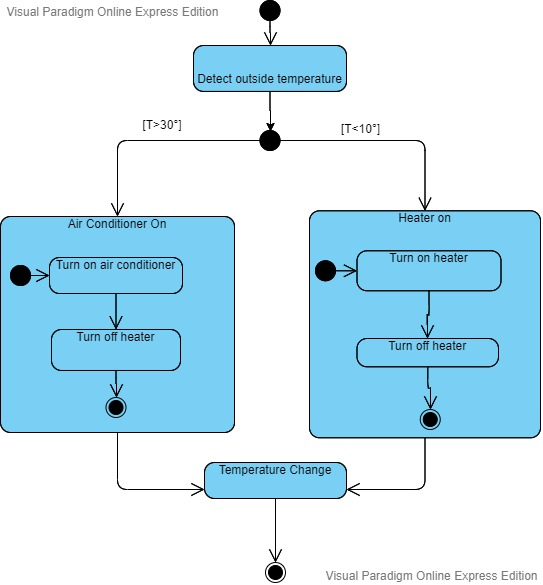 Visual Paradigm Online Express Edition
Detect outside temperature
[T>30°]
[T<10°]
Air Conditioner On
Turn on air conditioner
Turn off heater
Heater on
Turn on heater
Turn off heater
Temperature Change
Visual Paradigm Online Express Edition